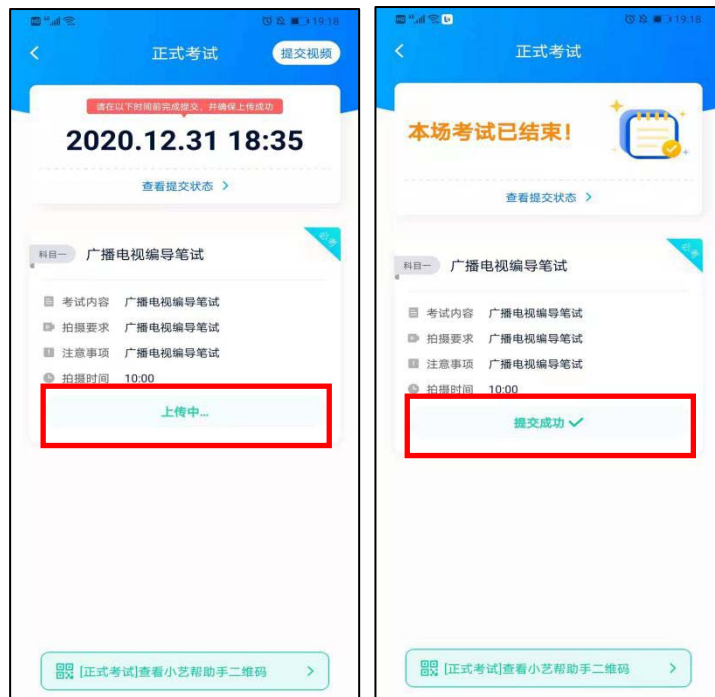 19:18
正式考试
提交视频
请在以下时间前完成提交，并确保上传成功
2020.12.31 18:35
查看提交状态 >
必考
科目一 广播电视编导笔试
考试内容 广播电视编导笔试
拍摄要求 广播电视编导笔试
注意事项 广播电视编导笔试
拍摄时间 10:00
上传中...
[正式考试]查看小艺帮助手二维码 >
19:18
正式考试
本场考试已结束！
查看提交状态 >
必考
科目一 广播电视编导笔试
考试内容 广播电视编导笔试
拍摄要求 广播电视编导笔试
注意事项 广播电视编导笔试
拍摄时间 10:00
提交成功
[正式考试]查看小艺帮助手二维码 >